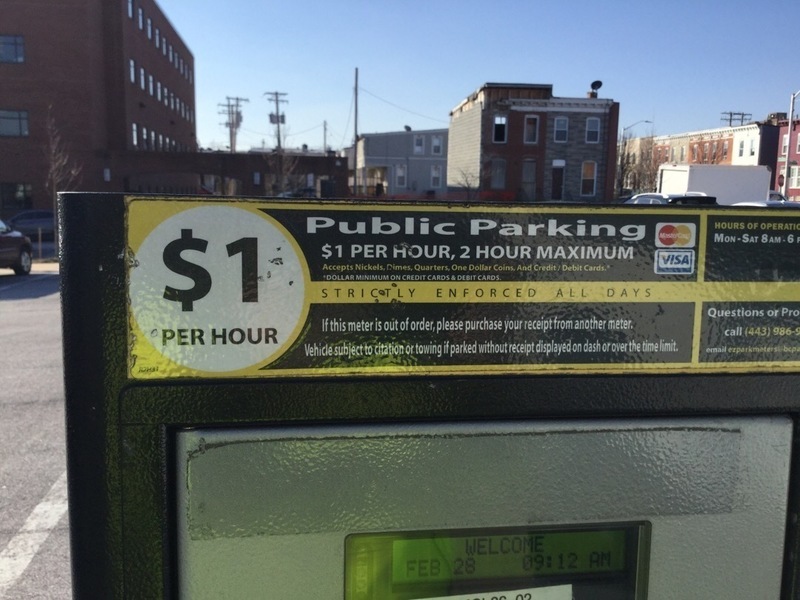 $1
PER HOUR
Public Parking
$1 PER HOUR, 2 HOUR MAXIMUM
Accepts Nickels, Dimes, Quarters, One Dollar Coins, And Credit / Debit Cards.*
*DOLLAR MINIMUM ON CREDIT CARDS & DEBIT CARDS.
STRICTLY ENFORCED ALL DAYS
If this meter is out of order, please purchase your receipt from another meter.
Vehicle subject to citation or towing if parked without receipt displayed on dash or over the time limit.
MasterCard
VISA
HOURS OF OPERATIO
MON-SAT 8AM-6
Questions or Pro
call (443) 986-
email
WELCOME
FEB 28 09:12 AM